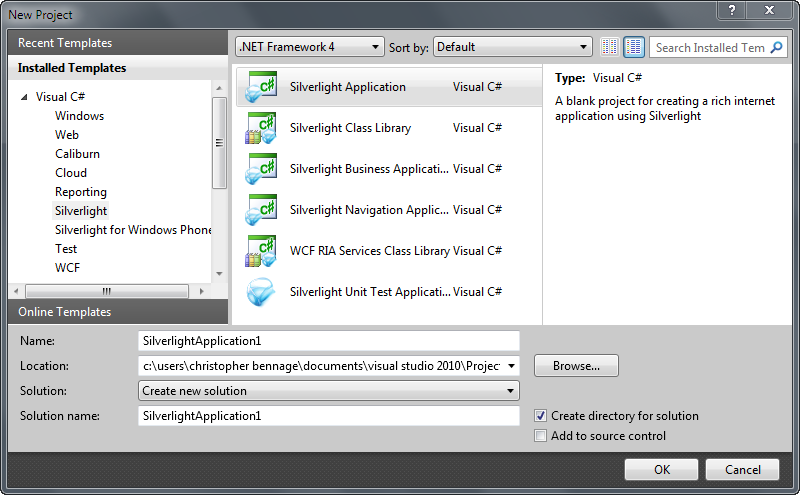 New Project
Recent Templates
.NET Framework 4
Sort by:
Default
Search Installed Tem
Installed Templates
Visual C#
Windows
Web
Caliburn
Cloud
Reporting
Silverlight
Silverlight for Windows Phone
Test
WCF
Online Templates
Silverlight Application Visual C#
Silverlight Class Library Visual C#
Silverlight Business Applicati... Visual C#
Silverlight Navigation Applic... Visual C#
WCF RIA Services Class Library Visual C#
Silverlight Unit Test Applicati... Visual C#
Type: Visual C#
A blank project for creating a rich internet
application using Silverlight
Name: SilverlightApplication1
Location: c:\users\christopher bennage\documents\visual studio 2010\Project
Browse...
Solution: Create new solution
Solution name: SilverlightApplication1
Create directory for solution
Add to source control
OK
Cancel